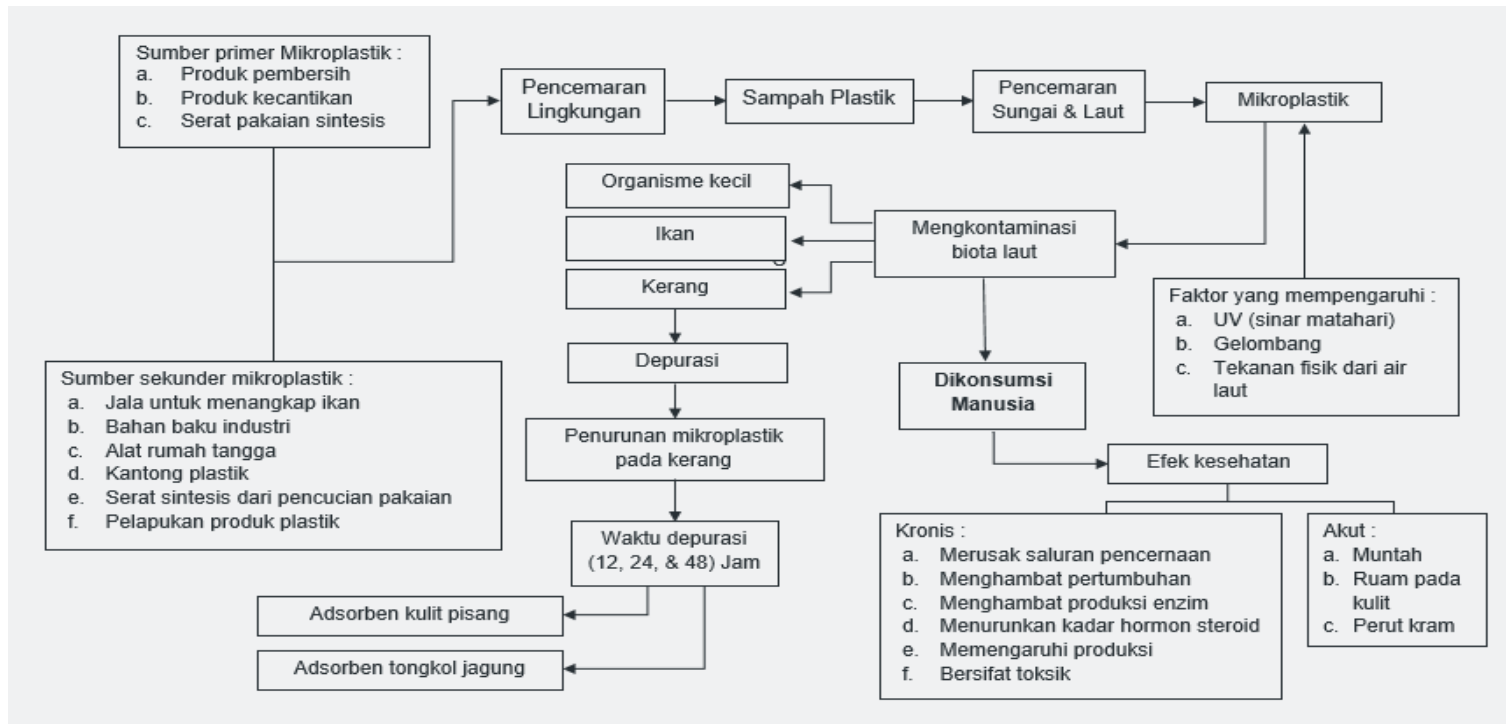 Sumber primer Mikroplastik :
a. Produk pembersih
b. Produk kecantikan
c. Serat pakaian sintesis
Pencemaran
Lingkungan
Sampah Plastik
Pencemaran
Sungai & Laut
Mikroplastik
Organisme kecil
Ikan
Kerang
Mengkontaminasi
biota laut
Faktor yang mempengaruhi :
a. UV (sinar matahari)
b. Gelombang
c. Tekanan fisik dari air
laut
Depurasi
Dikonsumsi
Manusia
Sumber sekunder mikroplastik :
a. Jala untuk menangkap ikan
b. Bahan baku industri
c. Alat rumah tangga
d. Kantong plastik
e. Serat sintesis dari pencucian pakaian
f. Pelapukan produk plastik
Penurunan mikroplastik
pada kerang
Efek kesehatan
Waktu depurasi
(12, 24, & 48) Jam
Kronis :
a. Merusak saluran pencernaan
b. Menghambat pertumbuhan
c. Menghambat produksi enzim
d. Menurunkan kadar hormon steroid
e. Memengaruhi produksi
f. Bersifat toksik
Akut :
a. Muntah
b. Ruam pada
kulit
c. Perut kram
Adsorben kulit pisang
Adsorben tongkol jagung